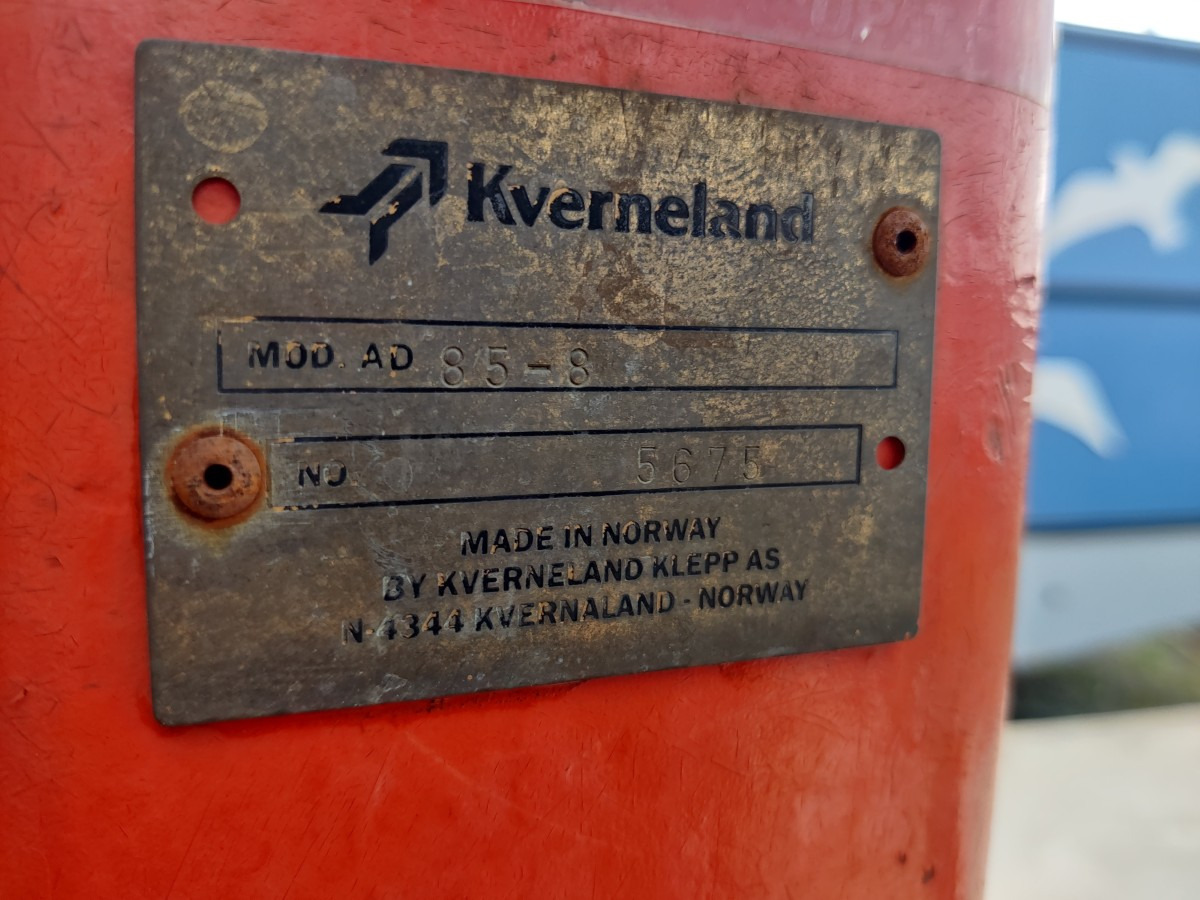 Kverneland
MOD. AD 85-8
NO. 5675
MADE IN NORWAY
BY KVERNELAND KLEPP AS
N-4344 KVERNALAND - NORWAY